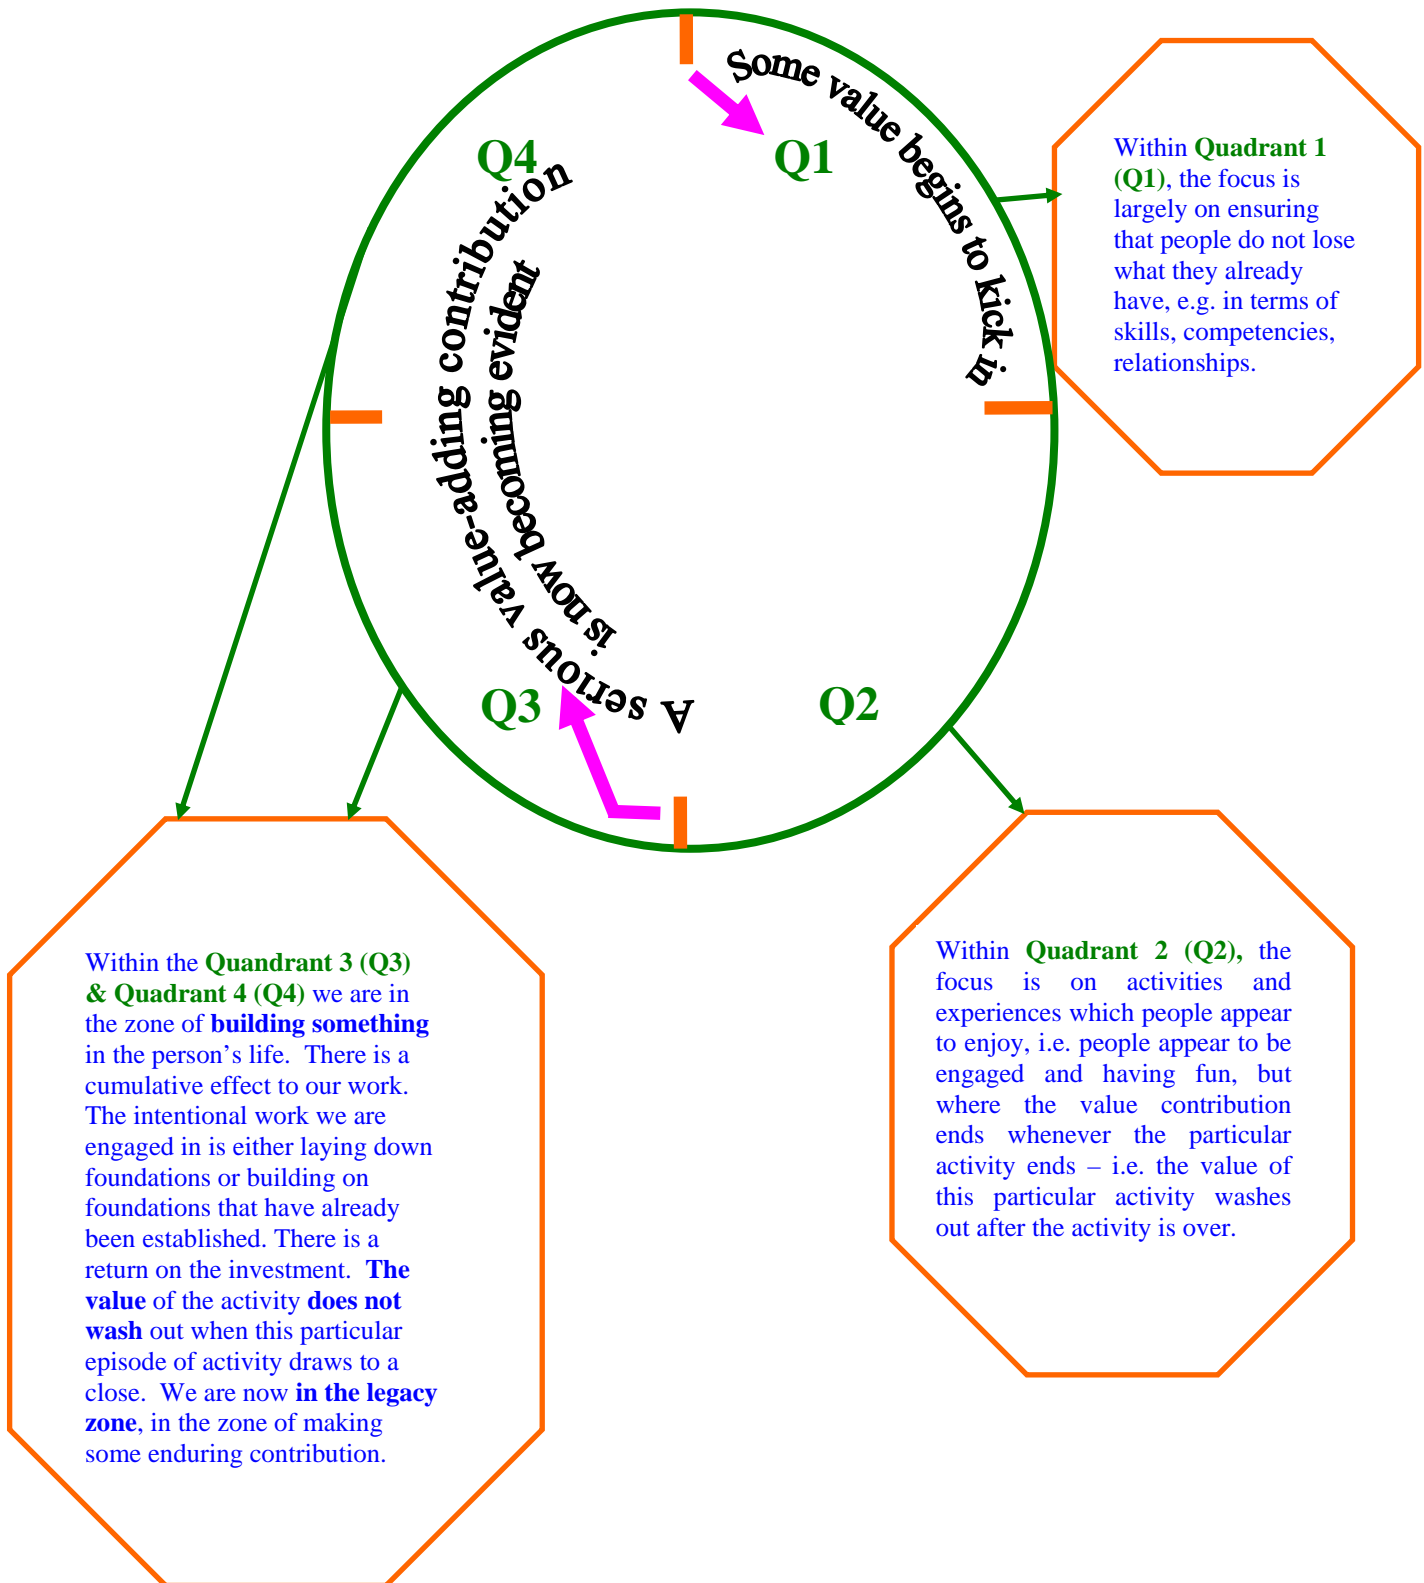 Some value begins to kick in
Q4
Q1
A serious value-adding contribution
is now becoming evident
Q3
Q2
Within Quadrant 1
(Q1), the focus is
largely on ensuring
that people do not lose
what they already
have, e.g. in terms of
skills, competencies,
relationships.
Within the Quandrant 3 (Q3)
& Quadrant 4 (Q4) we are in
the zone of building something
in the person’s life. There is a
cumulative effect to our work.
The intentional work we are
engaged in is either laying down
foundations or building on
foundations that have already
been established. There is a
return on the investment. The
value of the activity does not
wash out when this particular
episode of activity draws to a
close. We are now in the legacy
zone, in the zone of making
some enduring contribution.
Within Quadrant 2 (Q2), the
focus is on activities and
experiences which people appear
to enjoy, i.e. people appear to be
engaged and having fun, but
where the value contribution
ends whenever the particular
activity ends – i.e. the value of
this particular activity washes
out after the activity is over.